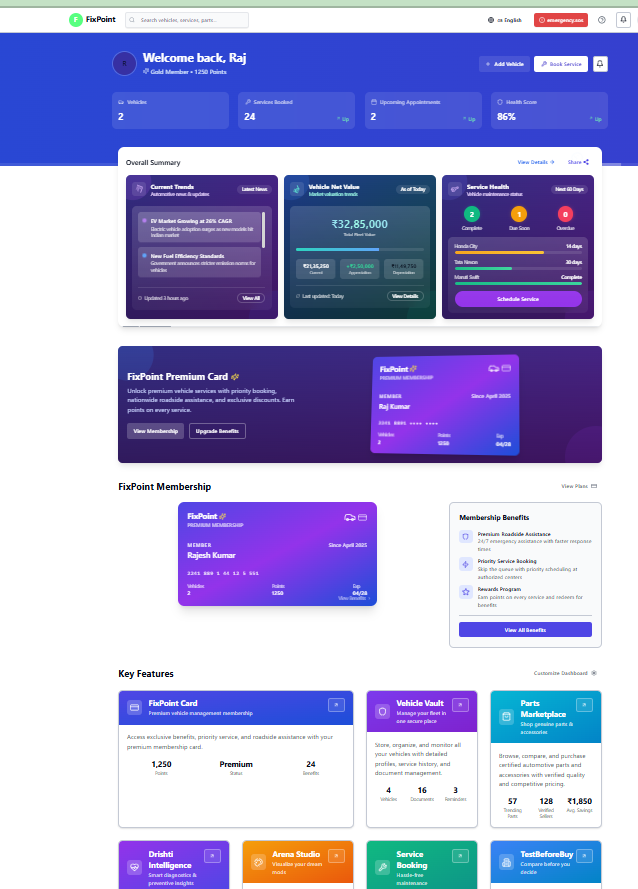 F FixPoint
Search vehicles, services, parts...
English
emergency.sos
Welcome back, Raj
Gold Member • 1250 Points
Add Vehicle
Book Service
Vehicles
2
Services Booked
24
Up
Upcoming Appointments
2
Up
Health Score
86%
Up
Overall Summary
View Details
Share
Current Trends
Automotive news & updates
Latest News
EV Market Growing at 26% CAGR
Electric vehicle adoption surges as new models hit
Indian market
New Fuel Efficiency Standards
Government announces stricter emission norms for
vehicles
Updated 3 hours ago
View All
Vehicle Net Value
Market valuation trends
As of Today
₹32,85,000
Total Fleet Value
₹21,35,250
Owned
+₹2,50,000
Appreciation
Depreciation
Last updated: Today
View Details
Service Health
Vehicle maintenance status
Next 60 Days
2
Complete
1
Due Soon
0
Overdue
Honda City
14 days
Tata Nexon
30 days
Maruti Swift
Complete
Schedule Service
FixPoint Premium Card
Unlock premium vehicle services with priority booking,
nationwide roadside assistance, and exclusive discounts. Earn
points on every service.
View Membership
Upgrade Benefits
FixPoint
PREMIUM MEMBERSHIP
MEMBER
Since April 2025
Raj Kumar
Vehicles
2
Points
1250
Exp
04/28
FixPoint Membership
View Plans
FixPoint
PREMIUM MEMBERSHIP
MEMBER
Since April 2025
Rajesh Kumar
Vehicles
2
Points
1250
Exp
04/28
View Benefits
Membership Benefits
Premium Roadside Assistance
24/7 emergency assistance with faster response
times
Priority Service Booking
Skip the queue with priority scheduling at
authorized centers
Rewards Program
Earn points on every service and redeem for
benefits
View All Benefits
Key Features
Customize Dashboard
FixPoint Card
Premium vehicle management membership
Access exclusive benefits, priority service, and roadside assistance with your
premium membership card.
1,250
Points
Premium
Status
24
Benefits
Vehicle Vault
Manage your fleet in
one secure place
Store, organize, and monitor all
your vehicles with detailed
profiles, service history, and
document management.
4
Vehicles
16
Documents
3
Reminders
Parts
Marketplace
Shop genuine parts &
accessories
Browse, compare, and purchase
certified automotive parts and
accessories with verified quality
and competitive pricing.
57
Trending
Parts
128
Verified
Sellers
₹1,850
Avg. Savings
Drishti
Intelligence
Smart diagnostics &
preventive insights
Arena Studio
Visualize your dream
mods
Service
Booking
Hassle-free
maintenance
TestBeforeBuy
Compare before you
decide